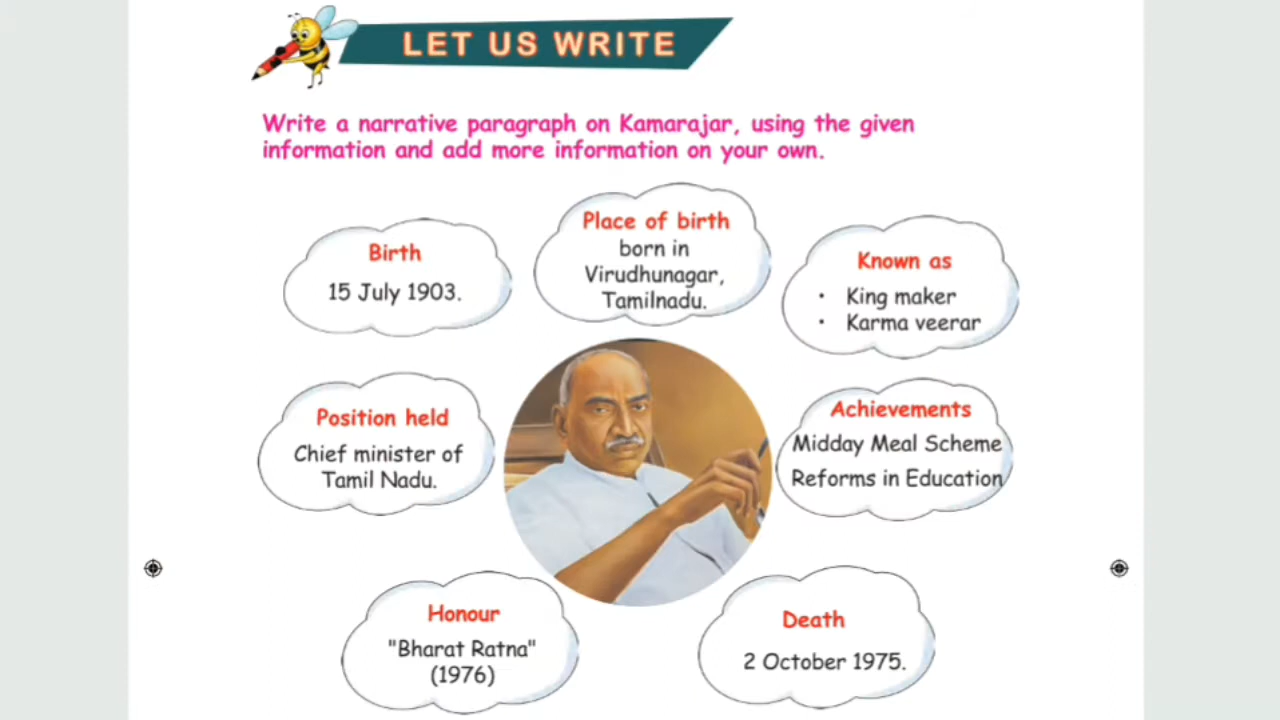 LET US WRITE
Write a narrative paragraph on Kamarajar, using the given
information and add more information on your own.
Birth
15 July 1903.
Place of birth
born in
Virudhunagar,
Tamilnadu.
Known as
• King maker
• Karma veerar
Position held
Chief minister of
Tamil Nadu.
Achievements
Midday Meal Scheme
Reforms in Education
Honour
"Bharat Ratna"
(1976)
Death
2 October 1975.